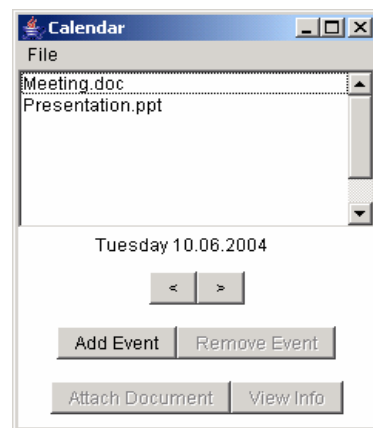 Calendar
File
Meeting.doc
Presentation.ppt
Tuesday 10.06.2004
< >
Add Event Remove Event
Attach Document View Info